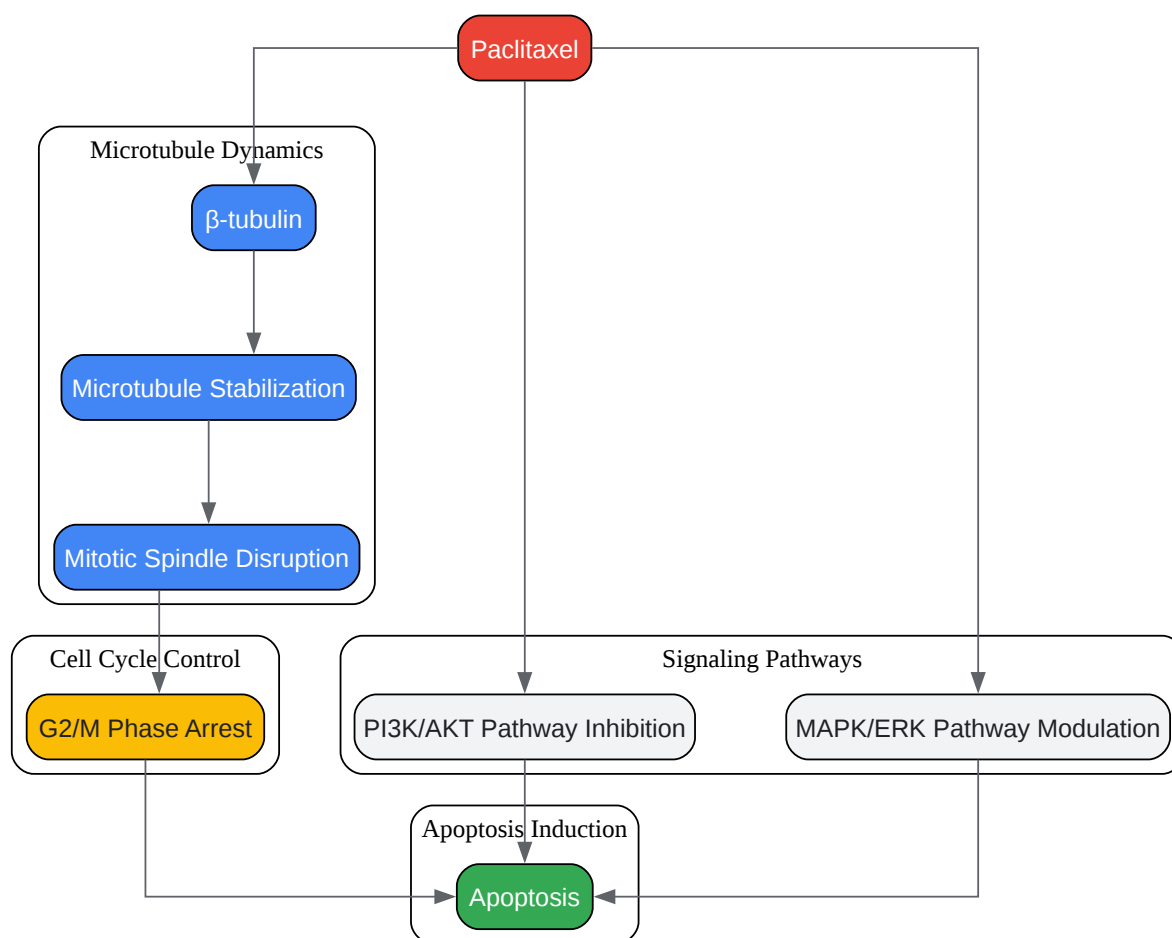 Paclitaxel
Microtubule Dynamics
β-tubulin
Microtubule Stabilization
Mitotic Spindle Disruption
Cell Cycle Control
Signaling Pathways
G2/M Phase Arrest
PI3K/AKT Pathway Inhibition
MAPK/ERK Pathway Modulation
Apoptosis Induction
Apoptosis